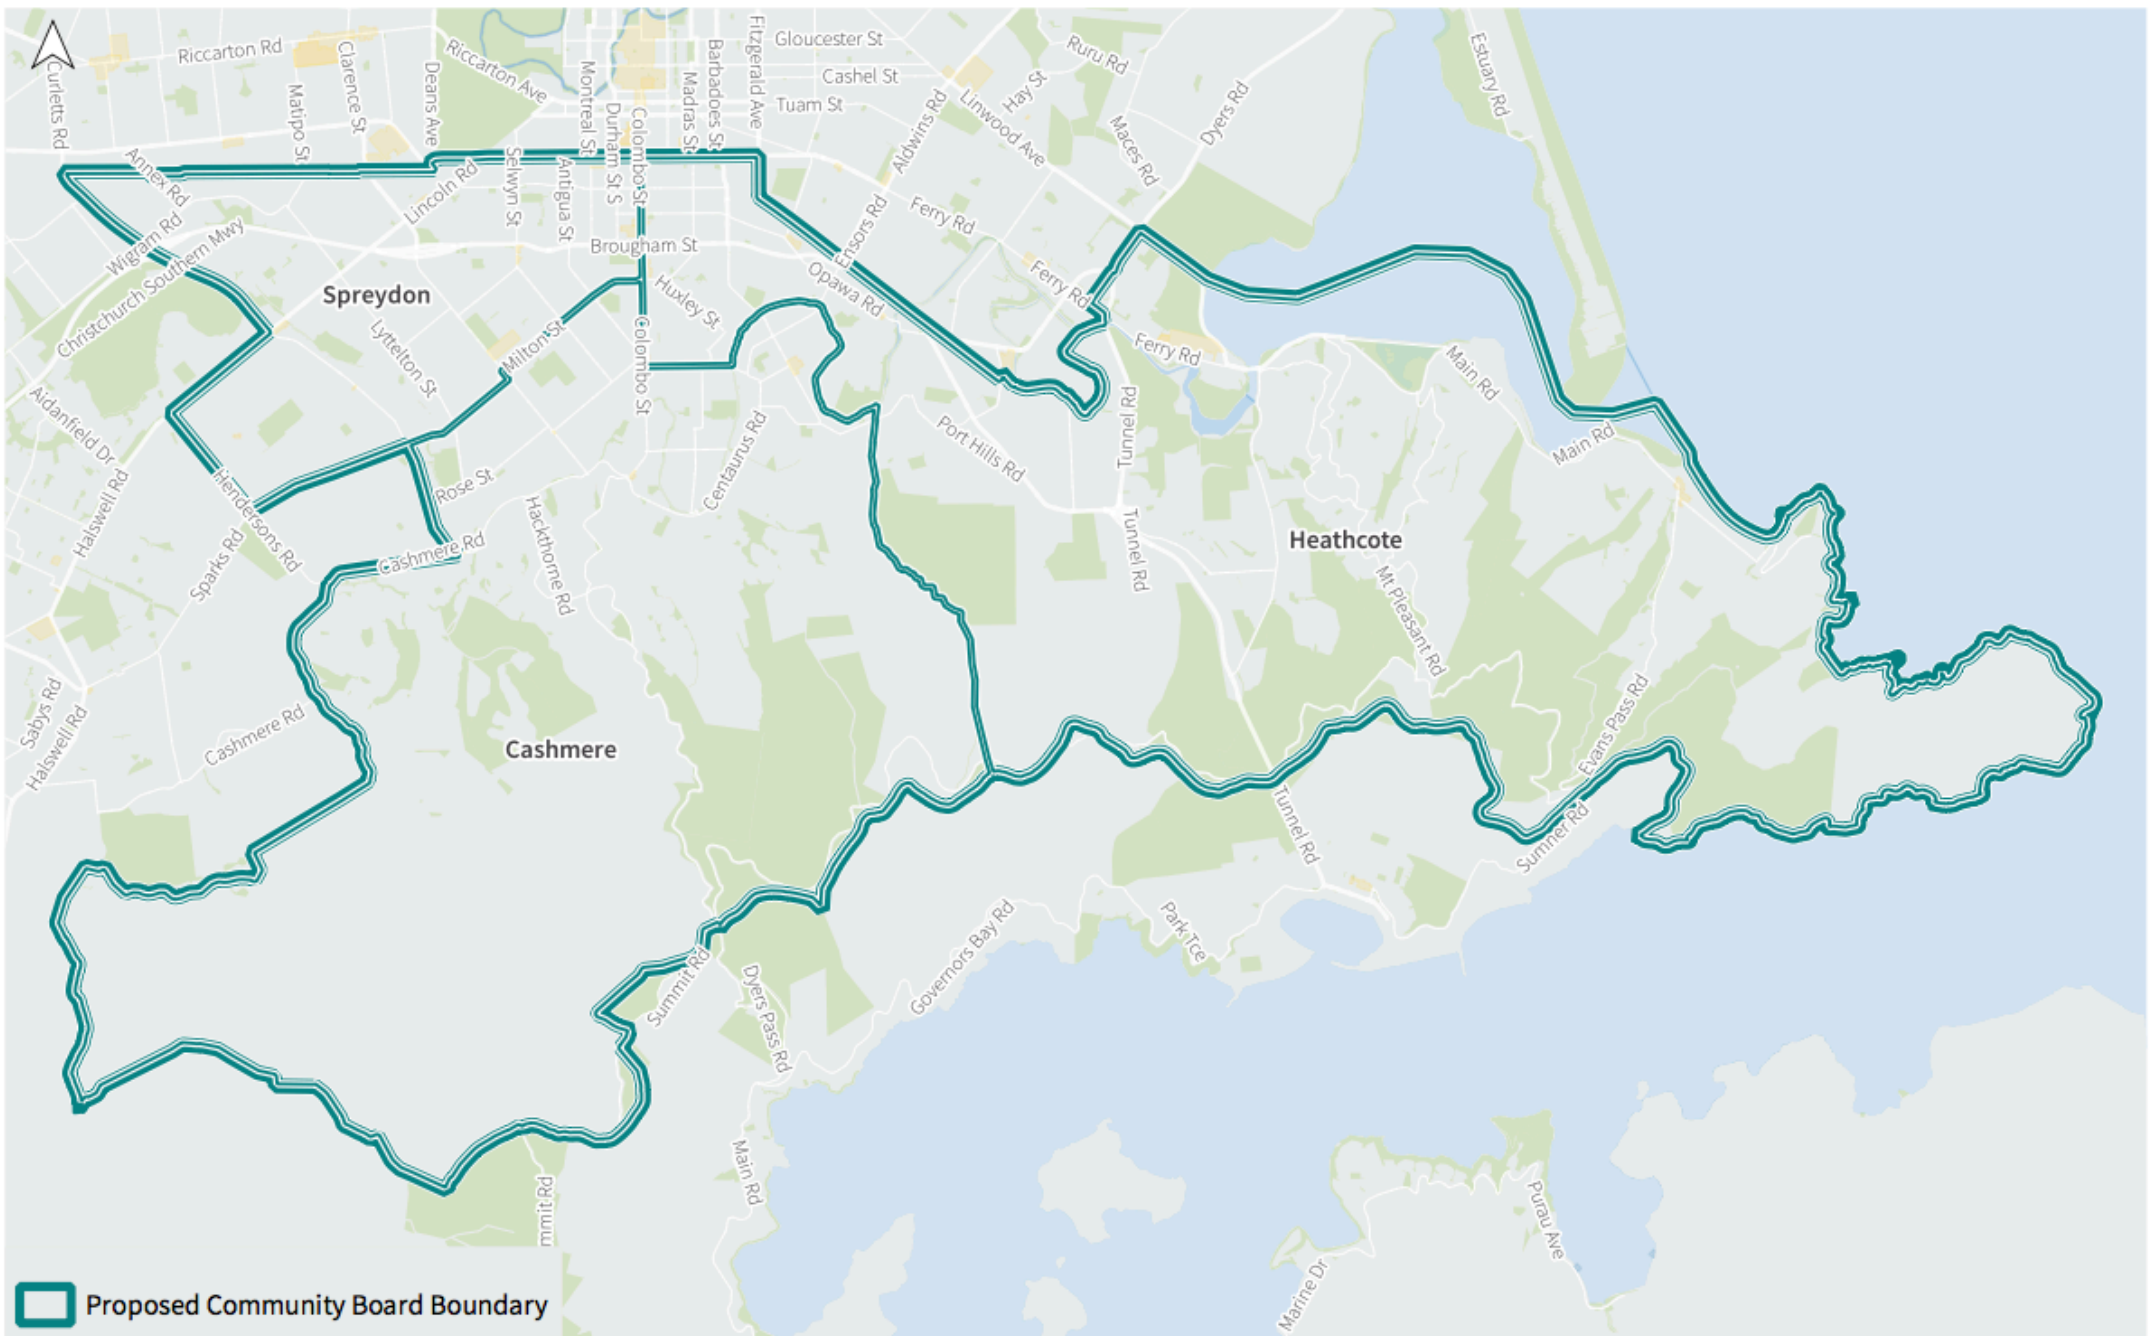 Riccarton Rd
Curletts Rd
Clarence St
Matipo St
Deans Ave
Riccarton Ave
Montreal St
Durham St S
Colombo St
Madras St
Barbadoes St
Fitzgerald Ave
Gloucester St
Cashel St
Tuam St
Aldwins Rd
Linwood Ave
Hay St
Ruru Rd
Maces Rd
Dyers Rd
Estuary Rd
Annex Rd
Wigram Rd
Christchurch Southern Mwy
Lincoln Rd
Selwyn St
Antigua St
Brougham St
Ensors Rd
Ferry Rd
Opawa Rd
Ferry Rd
Ferry Rd
Spreydon
Huxley St
Lyttelton St
Milton St
Colombo St
Main Rd
Main Rd
Aidanfield Dr
Halswell Rd
Hendersons Rd
Sparks Rd
Rose St
Cashmere Rd
Hackthorne Rd
Centaurus Rd
Port Hills Rd
Tunnel Rd
Tunnel Rd
Heathcote
Mt Pleasant Rd
Evans Pass Rd
Sabys Rd
Halswell Rd
Cashmere Rd
Cashmere
Tunnel Rd
Sumner Rd
Summit Rd
Dyers Pass Rd
Governors Bay Rd
Park Tce
Main Rd
mmit Rd
Purau Ave
Marine Dr
Proposed Community Board Boundary